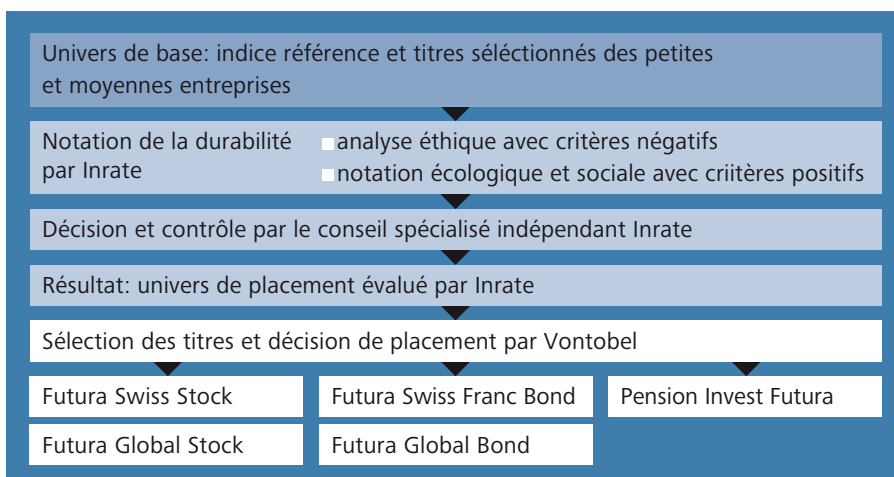 Univers de base: indice référence et titres séléctionnés des petites
et moyennes entreprises
Notation de la durabilité
par Inrate
analyse éthique avec critères négatifs
notation écologique et sociale avec criitères positifs
Décision et contrôle par le conseil spécialisé indépendant Inrate
Résultat: univers de placement évalué par Inrate
Sélection des titres et décision de placement par Vontobel
Futura Swiss Stock
Futura Swiss Franc Bond
Pension Invest Futura
Futura Global Stock
Futura Global Bond